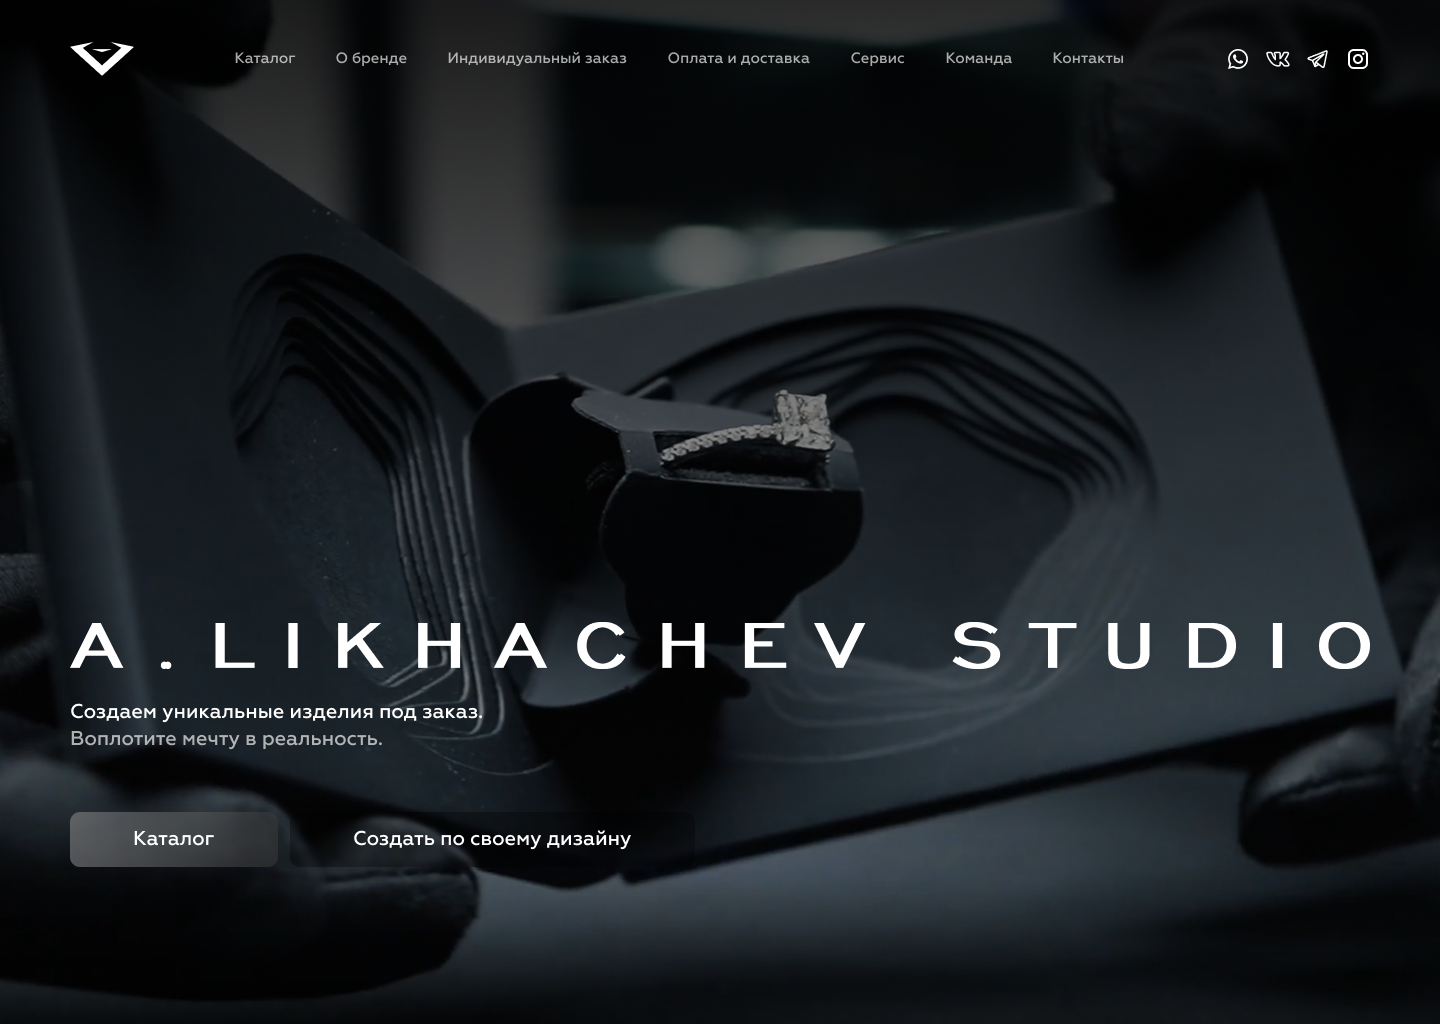 Каталог О бренде Индивидуальный заказ Оплата и доставка Сервис Команда Контакты
A.LIKHACHEV STUDIO
Создаем уникальные изделия под заказ.
Воплотите мечту в реальность.
Каталог Создать по своему дизайну